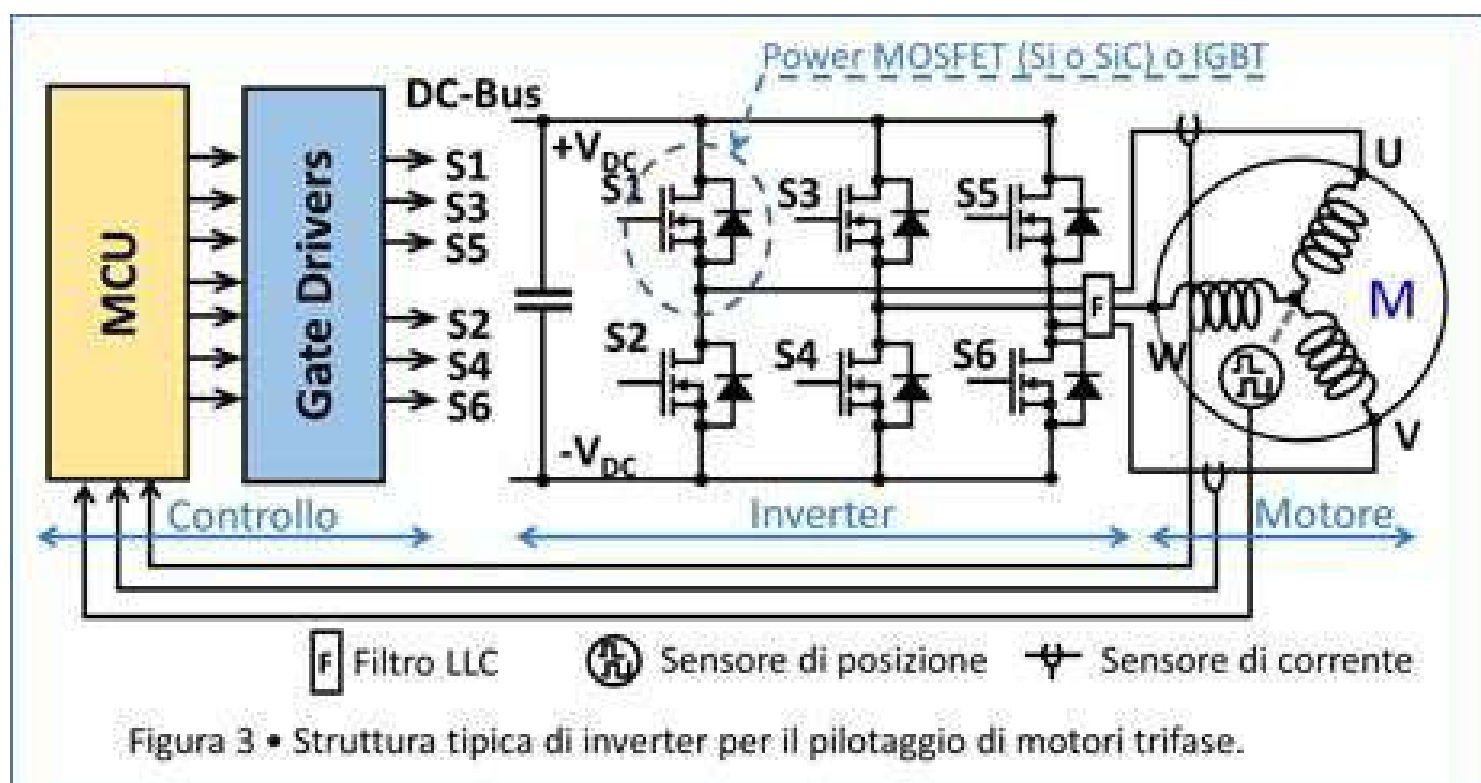 Power MOSFET (Si o SiC) o IGBT
DC-Bus
MCU
Gate Drivers
S1
S3
S5
S2
S4
S6
+VDC
S1
S3
S5
S2
S4
S6
-VDC
F
U
M
W
V
Controllo
Inverter
Motore
F Filtro LLC
Sensore di posizione
Sensore di corrente
Figura 3 • Struttura tipica di inverter per il pilotaggio di motori trifase.